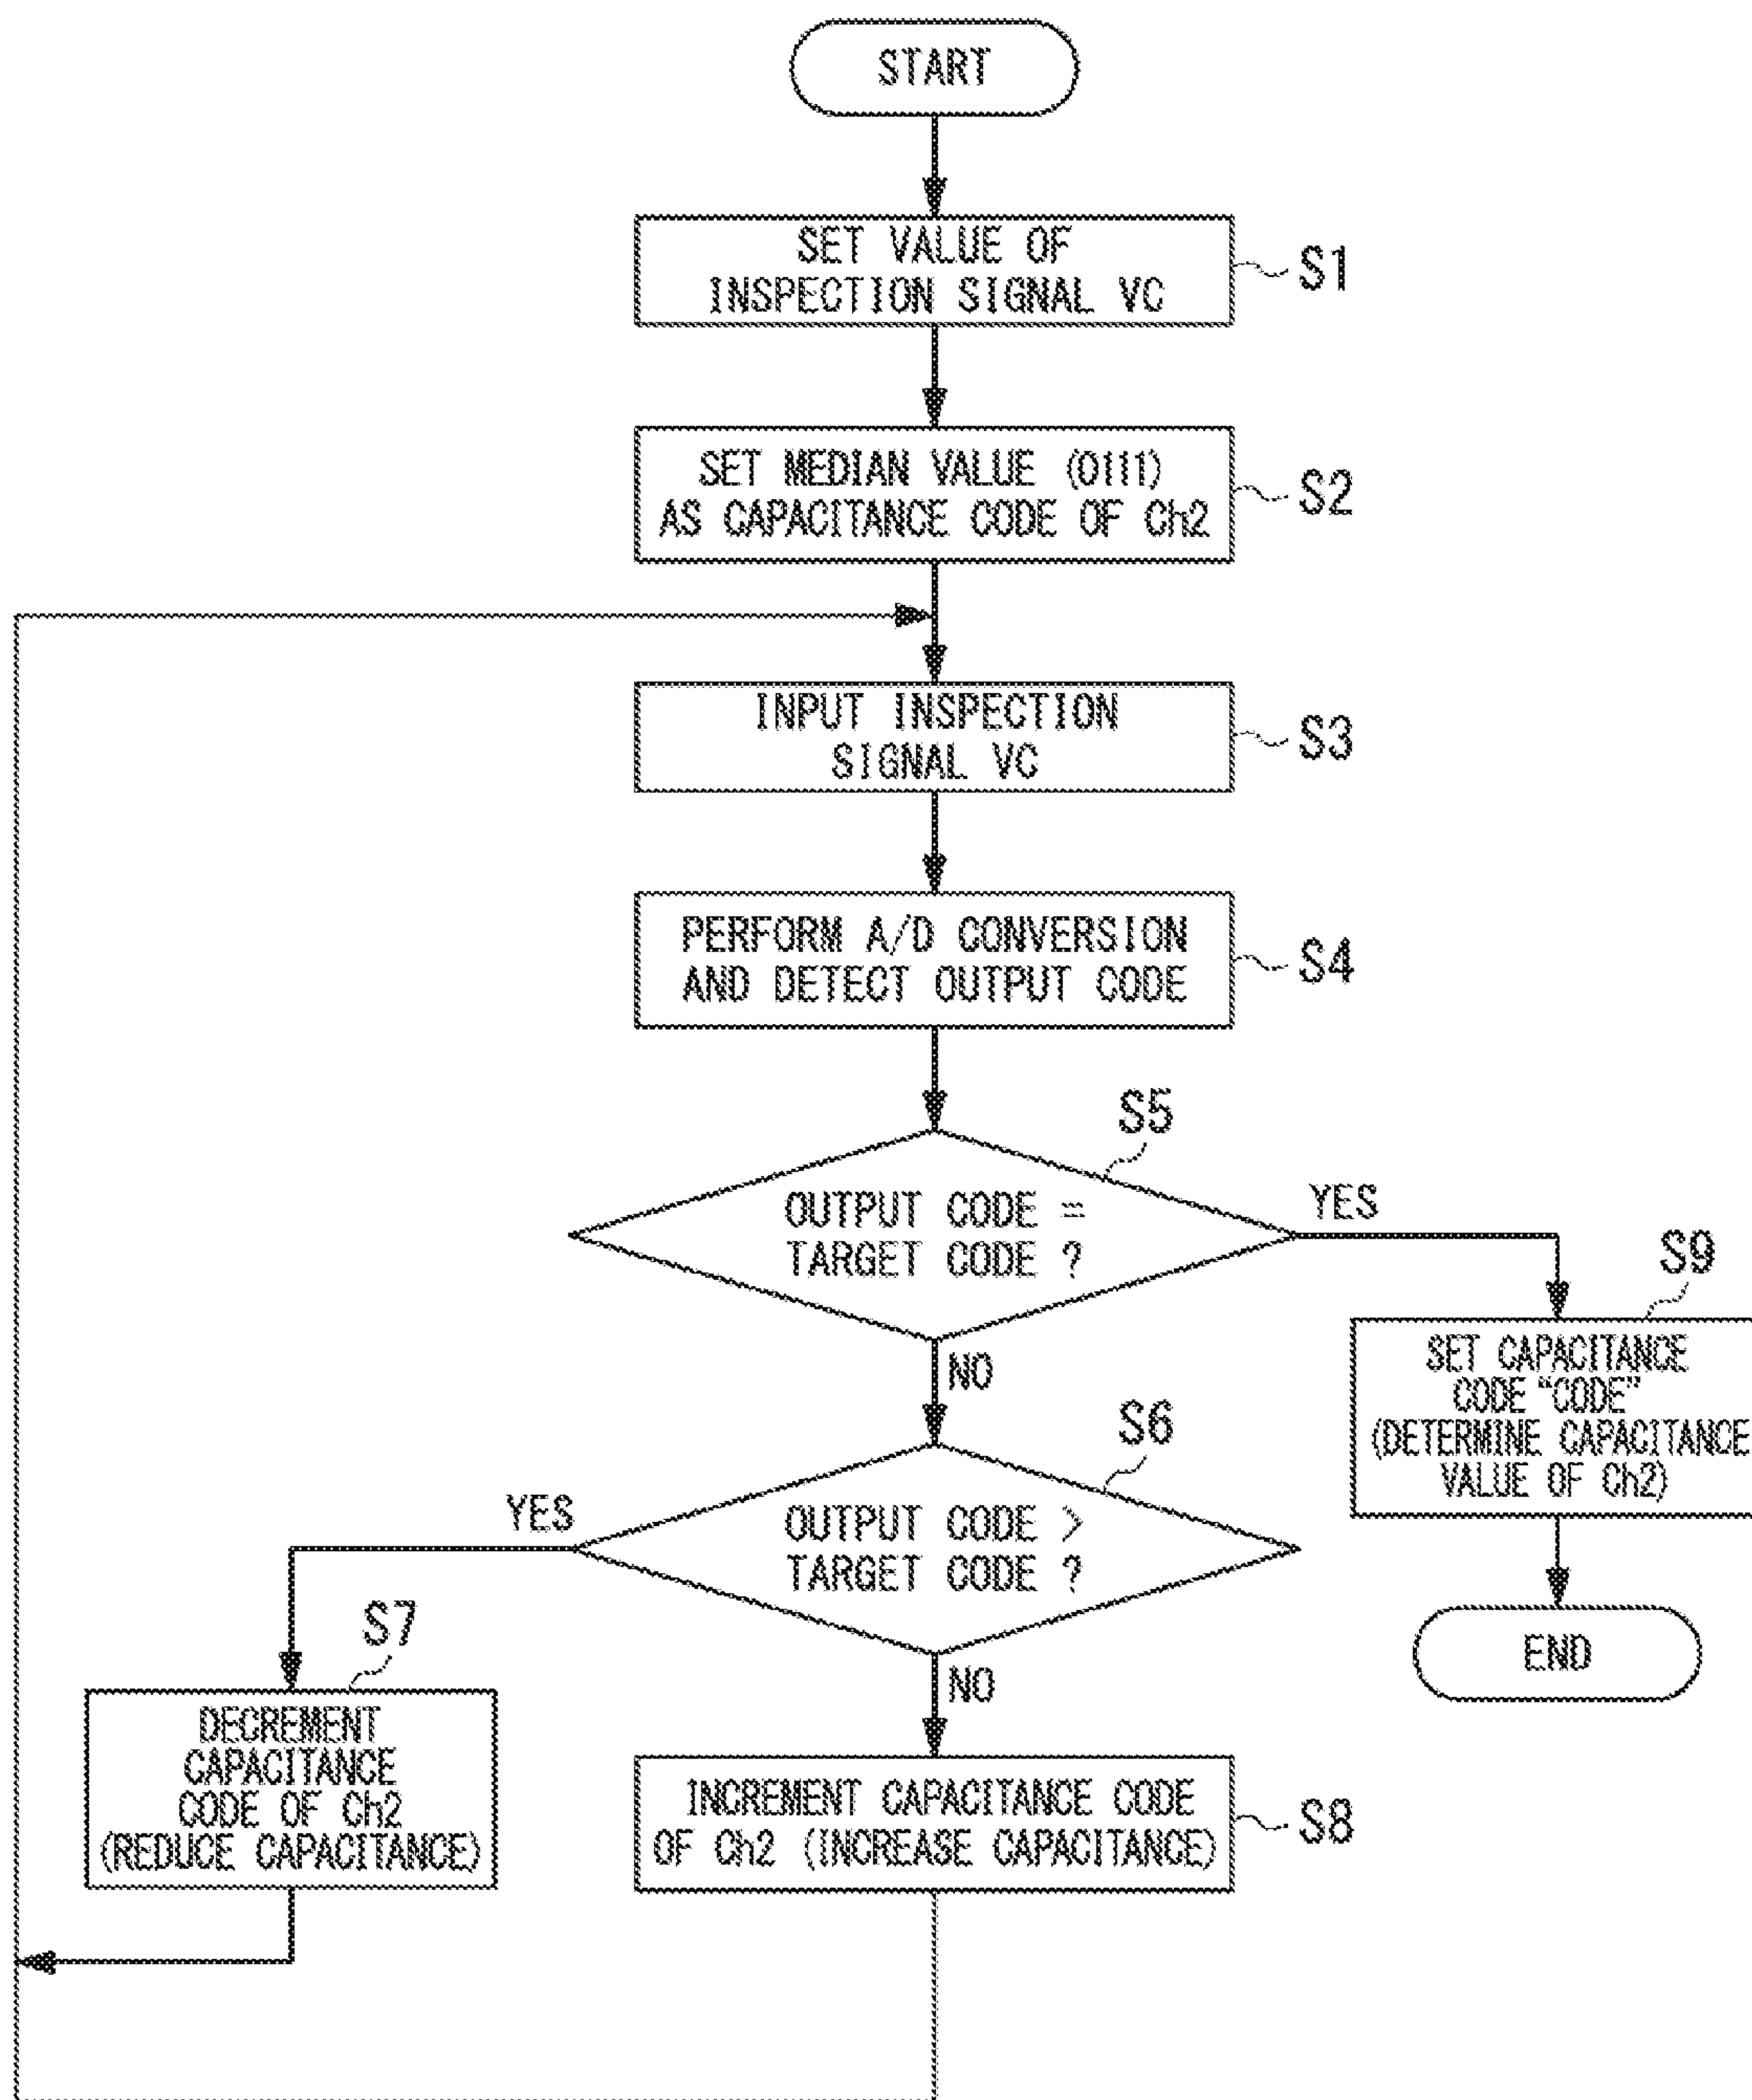 START
SET VALUE OF
INSPECTION SIGNAL VC
S1
SET MEDIAN VALUE (0111)
AS CAPACITANCE CODE OF Ch2
S2
INPUT INSPECTION
SIGNAL VC
S3
PERFORM A/D CONVERSION
AND DETECT OUTPUT CODE
S4
S5
OUTPUT CODE =
TARGET CODE ?
YES
NO
S9
SET CAPACITANCE
CODE "CODE"
(DETERMINE CAPACITANCE
VALUE OF Ch2)
END
S6
OUTPUT CODE >
TARGET CODE ?
YES
NO
S7
DECREMENT
CAPACITANCE
CODE OF Ch2
(REDUCE CAPACITANCE)
INCREMENT CAPACITANCE CODE
OF Ch2 (INCREASE CAPACITANCE)
S8